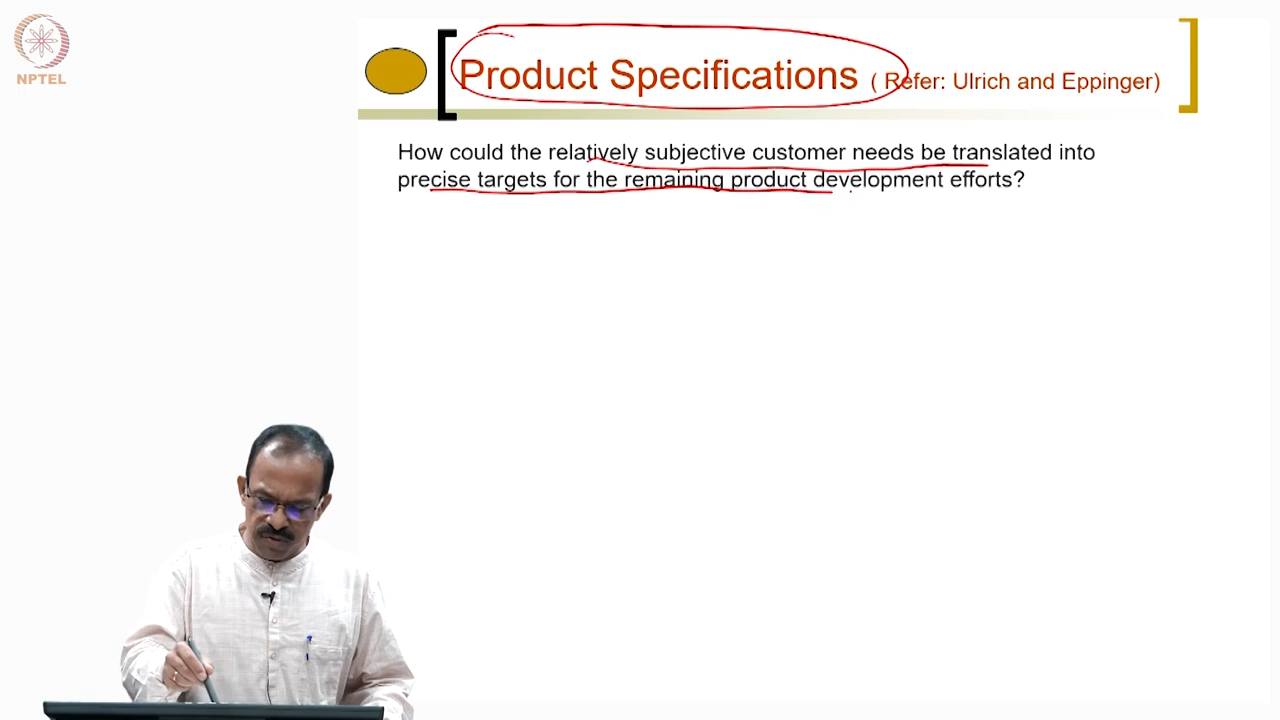 NPTEL
Product Specifications ( Refer: Ulrich and Eppinger)
How could the relatively subjective customer needs be translated into
precise targets for the remaining product development efforts?